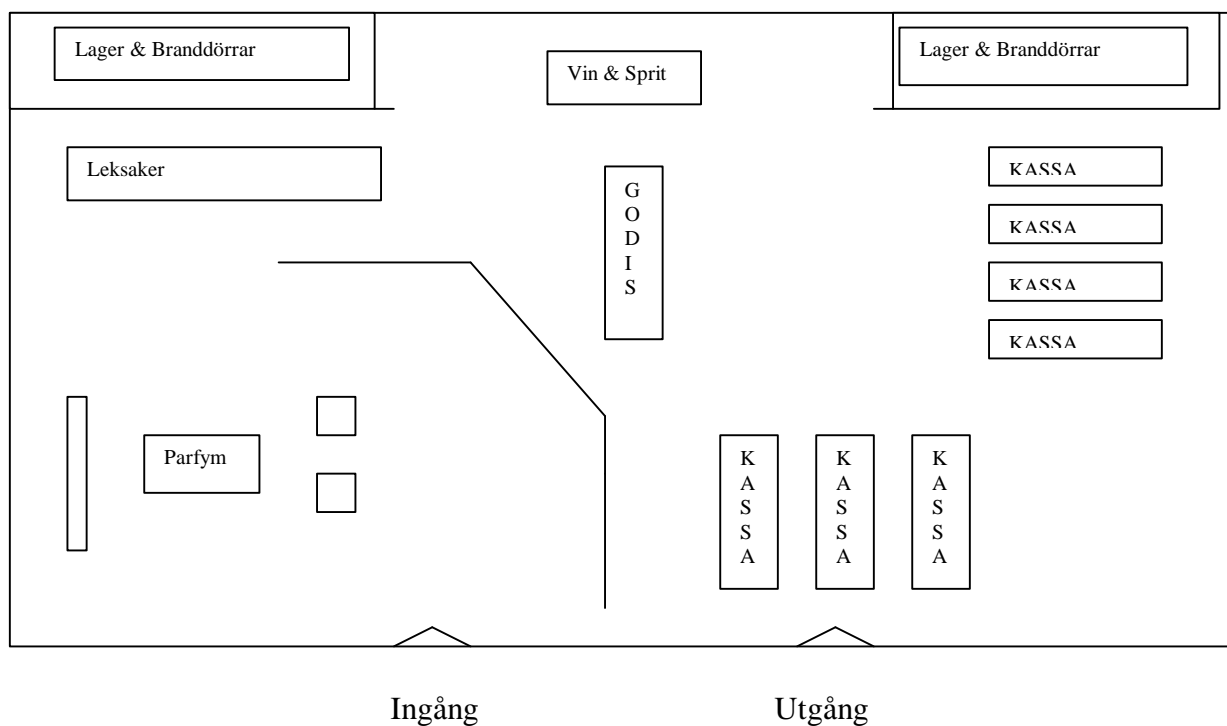 Lager & Branddörrar
Vin & Sprit
Lager & Branddörrar
Leksaker
GODIS
KASSA
KASSA
KASSA
KASSA
Parfym
KASSA
KASSA
KASSA
Ingång
Utgång